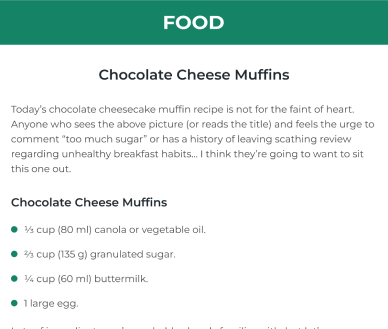 FOOD
Chocolate Cheese Muffins
Today's chocolate cheesecake muffin recipe is not for the faint of heart.
Anyone who sees the above picture (or reads the title) and feels the urge to
comment “too much sugar” or has a history of leaving scathing review
regarding unhealthy breakfast habits... I think they're going to want to sit
this one out.
Chocolate Cheese Muffins
⅓ cup (80 ml) canola or vegetable oil.
⅔ cup (135 g) granulated sugar.
¼ cup (60 ml) buttermilk.
1 large egg.